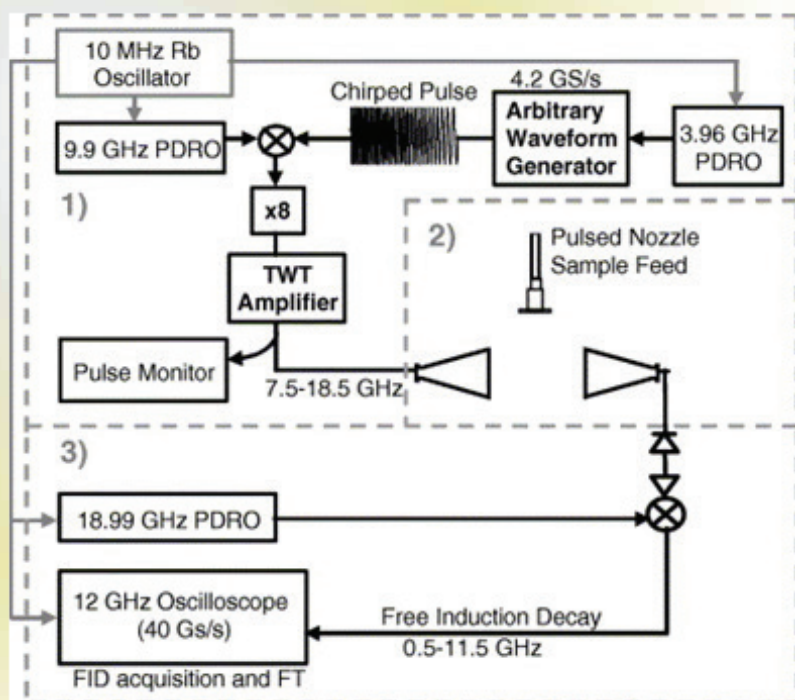 10 MHz Rb
Oscillator
4.2 GS/s
Chirped Pulse
Arbitrary
Waveform
Generator
9.9 GHz PDRO
3.96 GHz
PDRO
1)
x8
2)
Pulsed Nozzle
Sample Feed
TWT
Amplifier
Pulse Monitor
7.5-18.5 GHz
3)
18.99 GHz PDRO
12 GHz Oscilloscope
(40 Gs/s)
Free Induction Decay
0.5-11.5 GHz
FID acquisition and FT